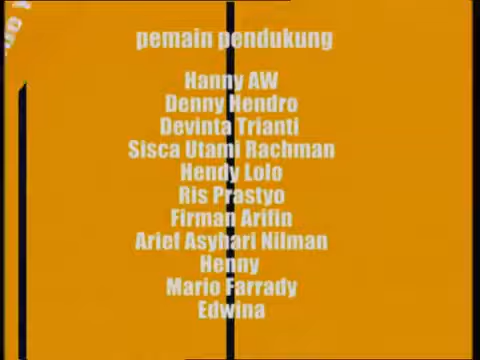 pemain pendukung
Hanny AW
Denny Hendro
Devinta Trianti
Sisca Utami Rachman
Hendy Lolo
Ris Prastyo
Firman Arifin
Arief Asyhari Nilman
Henny
Mario Farrady
Edwina